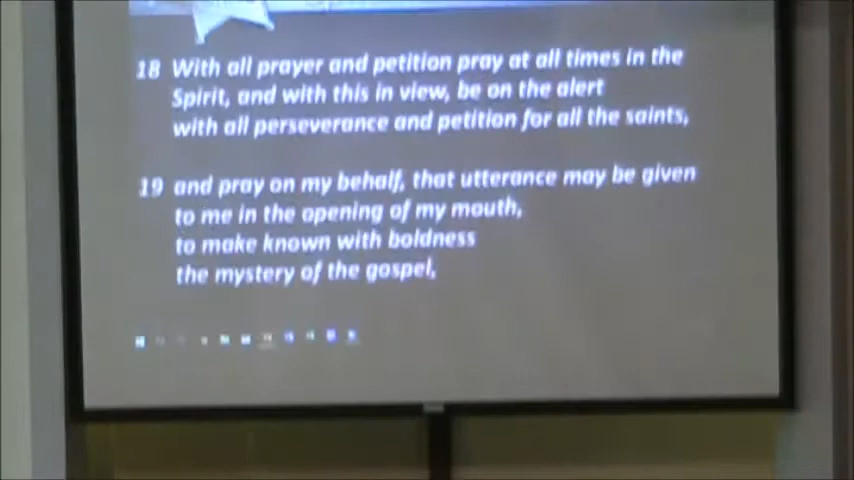 18 With all prayer and petition pray at all times in the
Spirit, and with this in view, be on the alert
with all perseverance and petition for all the saints,
19 and pray on my behalf, that utterance may be given
to me in the opening of my mouth,
to make known with boldness
the mystery of the gospel,